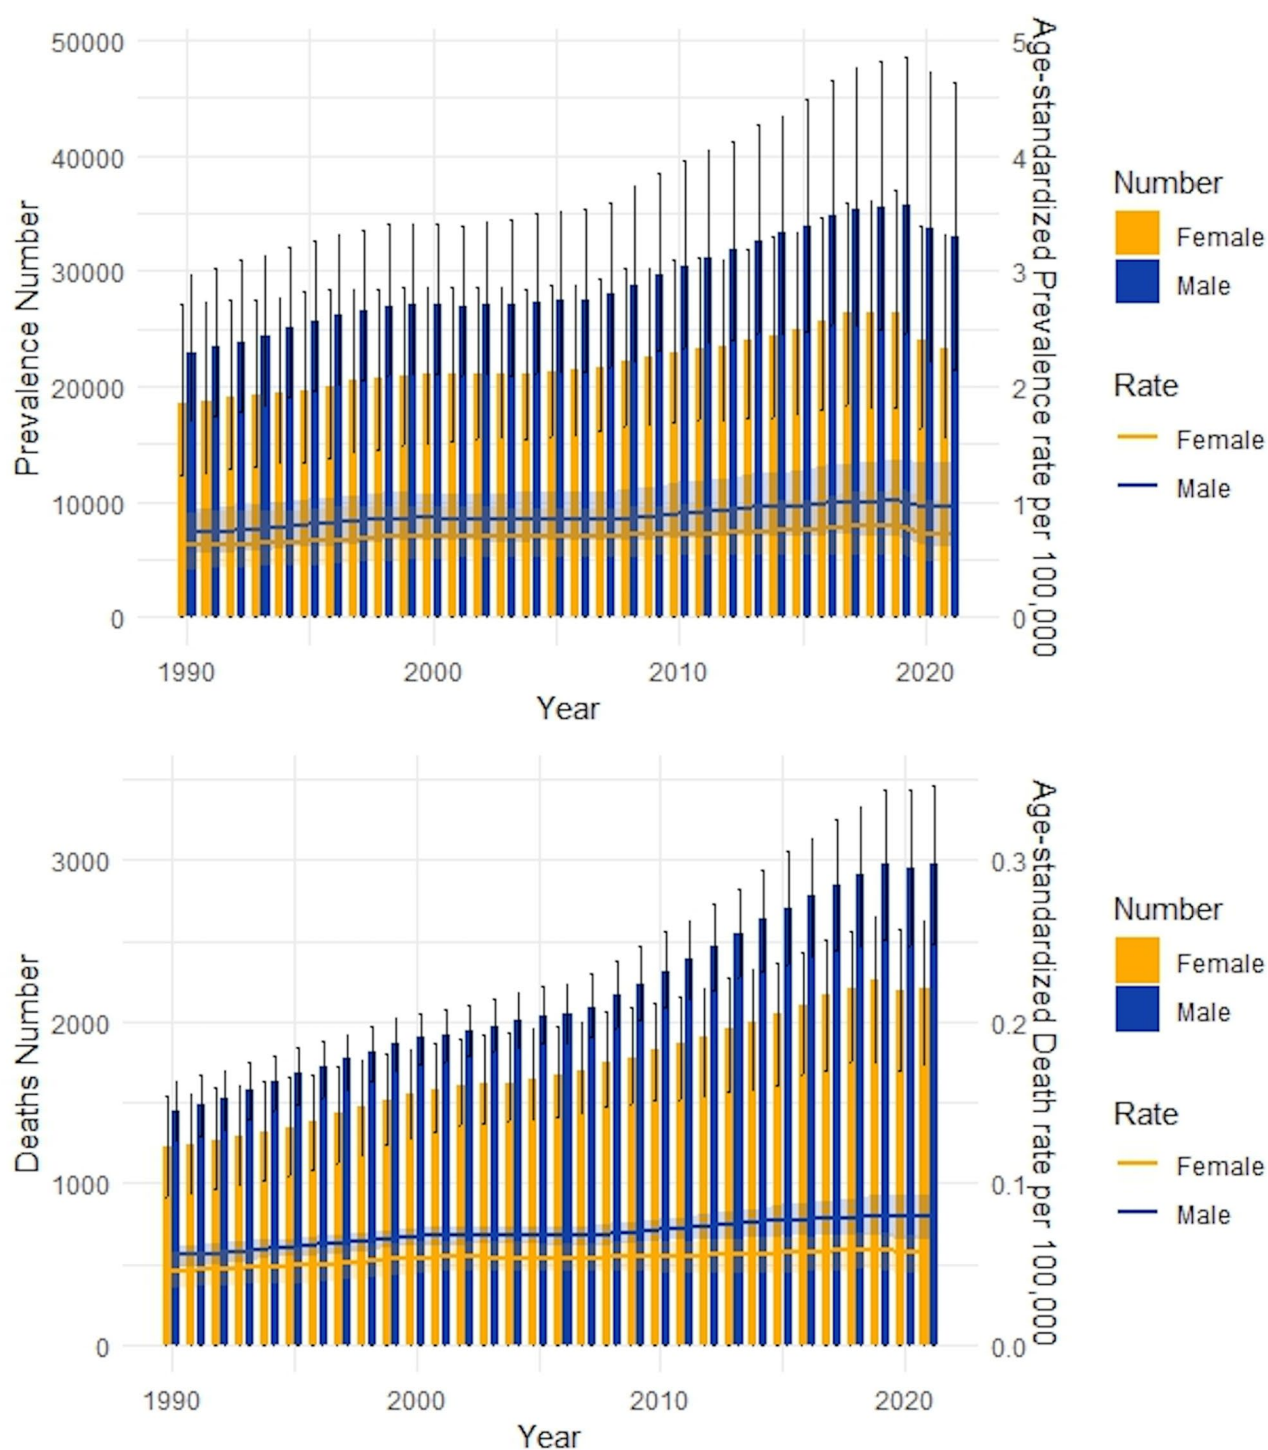 Prevalence Number
50000
40000
30000
20000
10000
0
5
4
3
2
1
0
Age-standardized Prevalence rate per 100,000
1990
2000
2010
2020
Year
Number
Female
Male
Rate
Female
Male
Deaths Number
3000
2000
1000
0
0.3
0.2
0.1
0.0
Age-standardized Death rate per 100,000
1990
2000
2010
2020
Year
Number
Female
Male
Rate
Female
Male